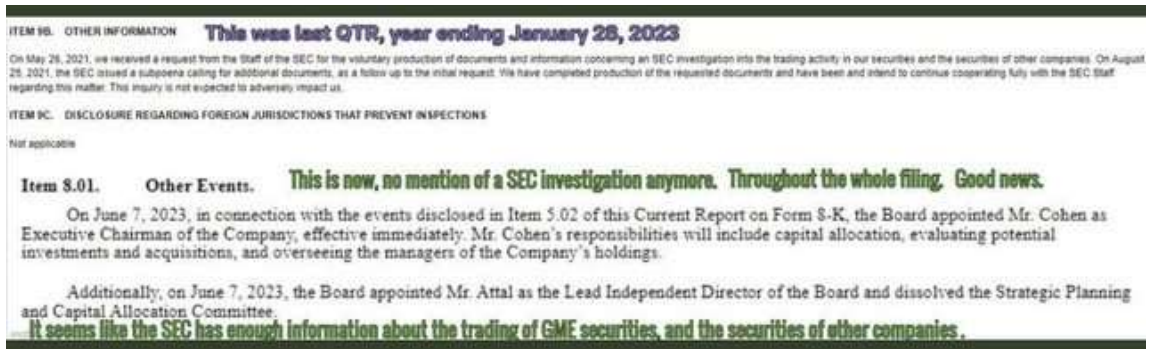 ITEM 9B. OTHER INFORMATION This was last QTR, year ending January 28, 2023
On May 26, 2021, we received a request from the Staff of the SEC for the voluntary production of documents and information concerning an SEC investigation into the trading activity in our securities and the securities of other companies. On August
25, 2021, the SEC issued a subpoena calling for additional documents, as a follow up to the initial request. We have completed production of the requested documents and have been and intend to continue cooperating fully with the SEC Staff
regarding this matter. This inquiry is not expected to adversely impact us.
ITEM 9C. DISCLOSURE REGARDING FOREIGN JURISDICTIONS THAT PREVENT INSPECTIONS
Not applicable
Item 8.01. Other Events. This is now, no mention of a SEC investigation anymore. Throughout the whole filing. Good news.
On June 7, 2023, in connection with the events disclosed in Item 5.02 of this Current Report on Form 8-K, the Board appointed Mr. Cohen as
Executive Chairman of the Company, effective immediately. Mr. Cohen's responsibilities will include capital allocation, evaluating potential
investments and acquisitions, and overseeing the managers of the Company's holdings.
Additionally, on June 7, 2023, the Board appointed Mr. Attal as the Lead Independent Director of the Board and dissolved the Strategic Planning
and Capital Allocation Committee.
It seems like the SEC has enough information about the trading of GME securities, and the securities of other companies.